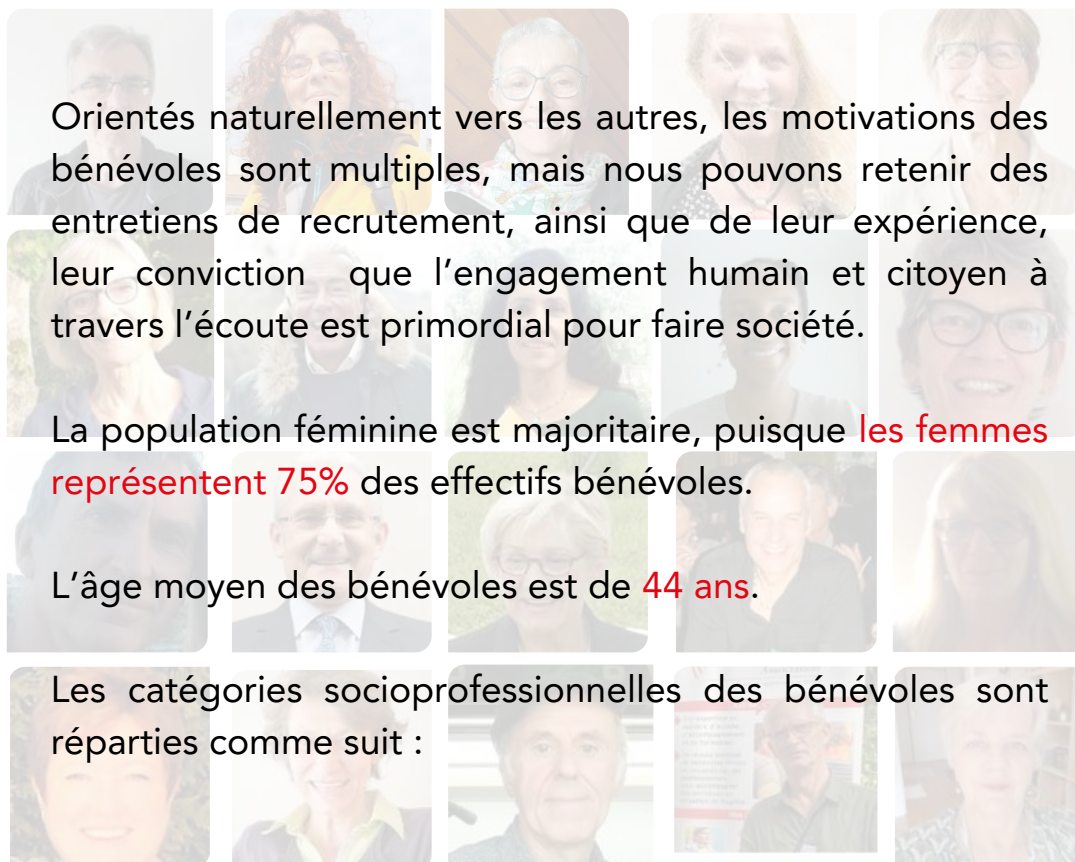 Orientés naturellement vers les autres, les motivations des
bénévoles sont multiples, mais nous pouvons retenir des
entretiens de recrutement, ainsi que de leur expérience,
leur conviction  que l’engagement humain et citoyen à
travers l’écoute est primordial pour faire société.
La population féminine est majoritaire, puisque les femmes
représentent 75% des effectifs bénévoles.
L’âge moyen des bénévoles est de 44 ans.
Les catégories socioprofessionnelles des bénévoles sont
réparties comme suit :